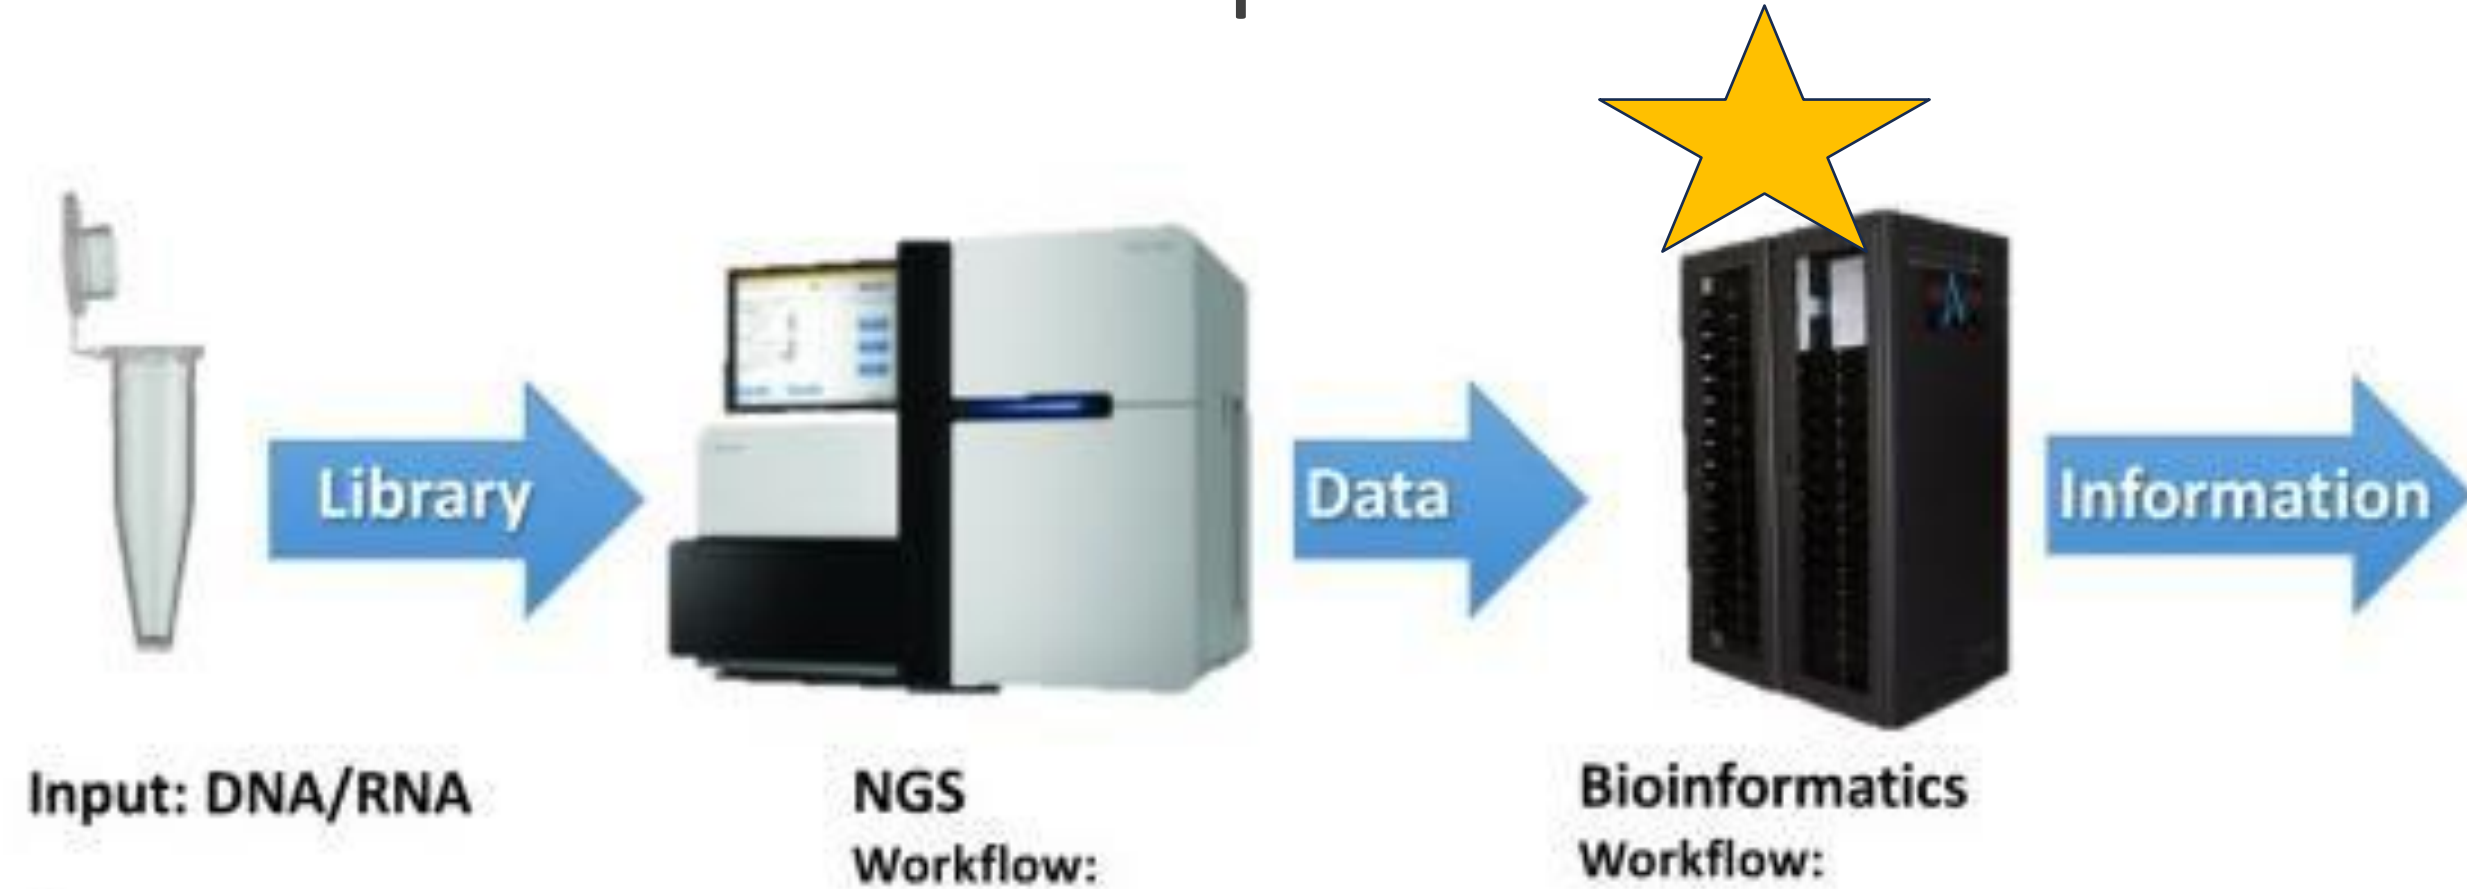 Library
Data
Information
Input: DNA/RNA
NGS
Workflow:
Bioinformatics
Workflow: